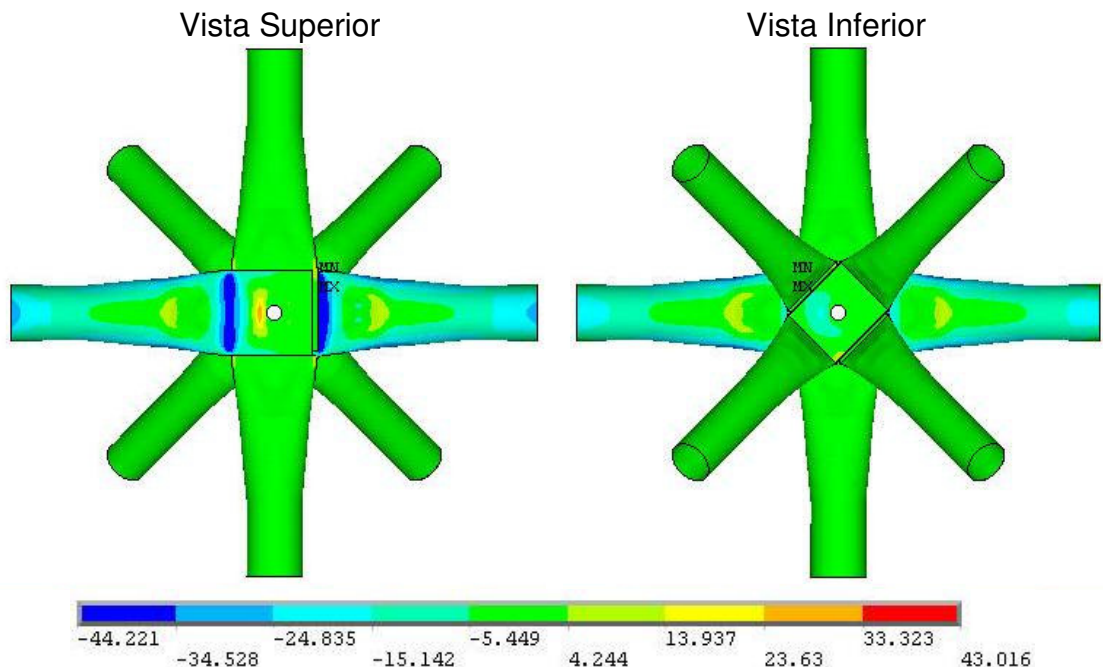 Vista Superior
Vista Inferior
MN
MX
MN
MX
-44.221 -24.835 -5.449 13.937 33.323
-34.528 -15.142 4.244 23.63 43.016